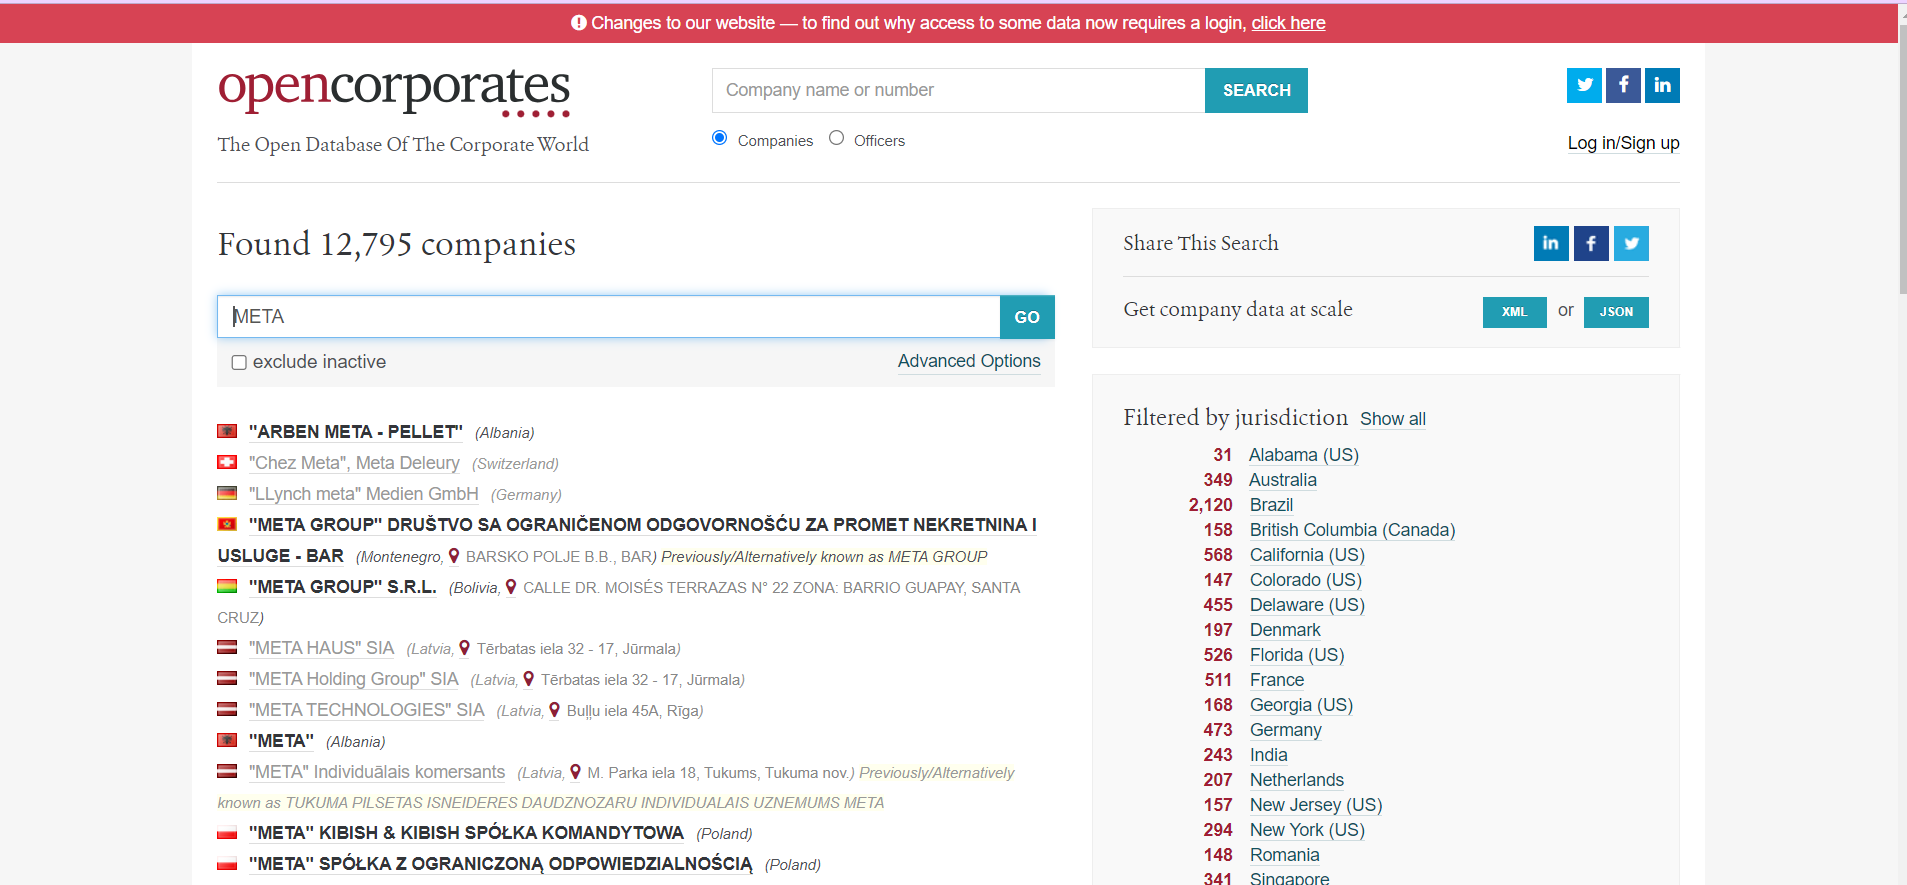 Changes to our website — to find out why access to some data now requires a login, click here
opencorporates
The Open Database Of The Corporate World
Company name or number
SEARCH
Companies
Officers
Log in/Sign up
Found 12,795 companies
META
GO
exclude inactive
Advanced Options
"ARBEN META - PELLET" (Albania)
"Chez Meta", Meta Deleury (Switzerland)
"LLynch meta" Medien GmbH (Germany)
"META GROUP" DRUŠTVO SA OGRANIČENOM ODGOVORNOŠĆU ZA PROMET NEKRETNINA I
USLUGE - BAR (Montenegro, BARSKO POLJE B.B., BAR) Previously/Alternatively known as META GROUP
"META GROUP" S.R.L. (Bolivia, CALLE DR. MOISÉS TERRAZAS N° 22 ZONA: BARRIO GUAPAY, SANTA
CRUZ)
"META HAUS" SIA (Latvia, Tērbatas iela 32 - 17, Jūrmala)
"META Holding Group" SIA (Latvia, Tērbatas iela 32 - 17, Jūrmala)
"META TECHNOLOGIES" SIA (Latvia, Buļļu iela 45A, Rīga)
"META" (Albania)
"META" Individuālais komersants (Latvia, M. Parka iela 18, Tukums, Tukuma nov.) Previously/Alternatively
known as TUKUMA PILSETAS ISNEIDERES DAUDZNOZARU INDIVIDUALAIS UZNEMUMS META
"META" KIBISH & KIBISH SPÓŁKA KOMANDYTOWA (Poland)
"META" SPÓŁKA Z OGRANICZONĄ ODPOWIEDZIALNOŚCIĄ (Poland)
Share This Search
Get company data at scale
XML or JSON
Filtered by jurisdiction Show all
31 Alabama (US)
349 Australia
2,120 Brazil
158 British Columbia (Canada)
568 California (US)
147 Colorado (US)
455 Delaware (US)
197 Denmark
526 Florida (US)
511 France
168 Georgia (US)
473 Germany
243 India
207 Netherlands
157 New Jersey (US)
294 New York (US)
148 Romania
341 Singapore